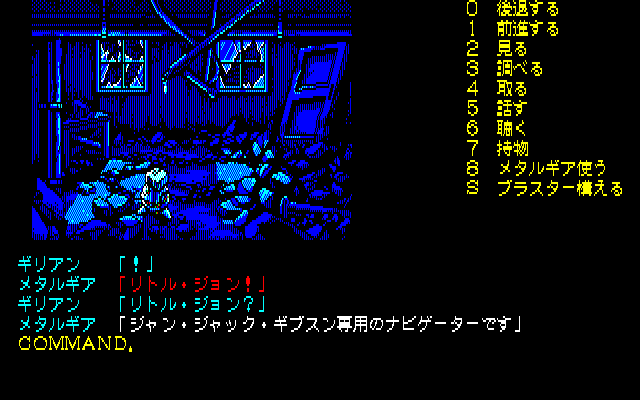 0 後退する
1 前進する
2 見る
3 調べる
4 取る
5 話す
6 聴く
7 持物
8 メタルギア使う
S ブラスター構える
ギリアン 「！」
メタルギア 「リトル・ジョン！」
ギリアン 「リトル・ジョン？」
メタルギア 「ジャン・ジャック・ギブスン専用のナビゲーターです」
COMMAND.